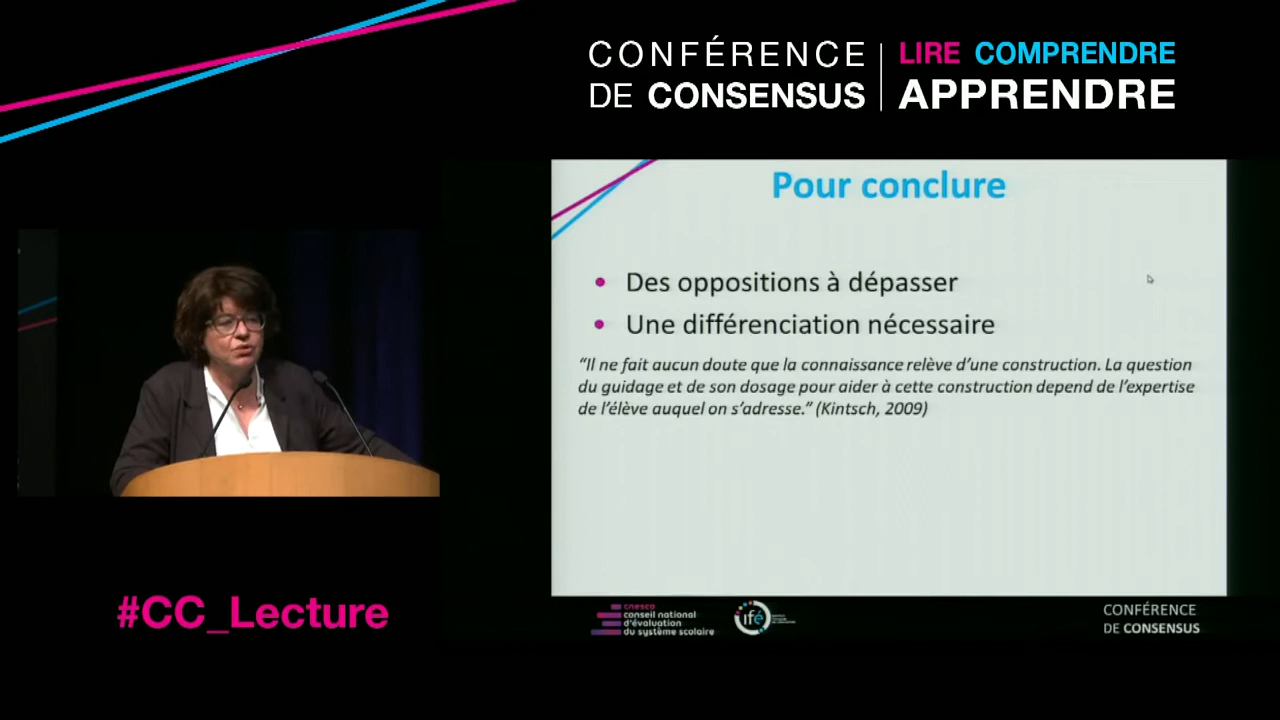 CONFÉRENCE
DE CONSENSUS
LIRE COMPRENDRE
APPRENDRE
Pour conclure
• Des oppositions à dépasser
• Une différenciation nécessaire
“Il ne fait aucun doute que la connaissance relève d’une construction. La question
du guidage et de son dosage pour aider à cette construction depend de l’expertise
de l’élève auquel on s’adresse.” (Kintsch, 2009)
#CC_Lecture
cnesco
conseil national
d'évaluation
du système scolaire
ifé
CONFÉRENCE
DE CONSENSUS